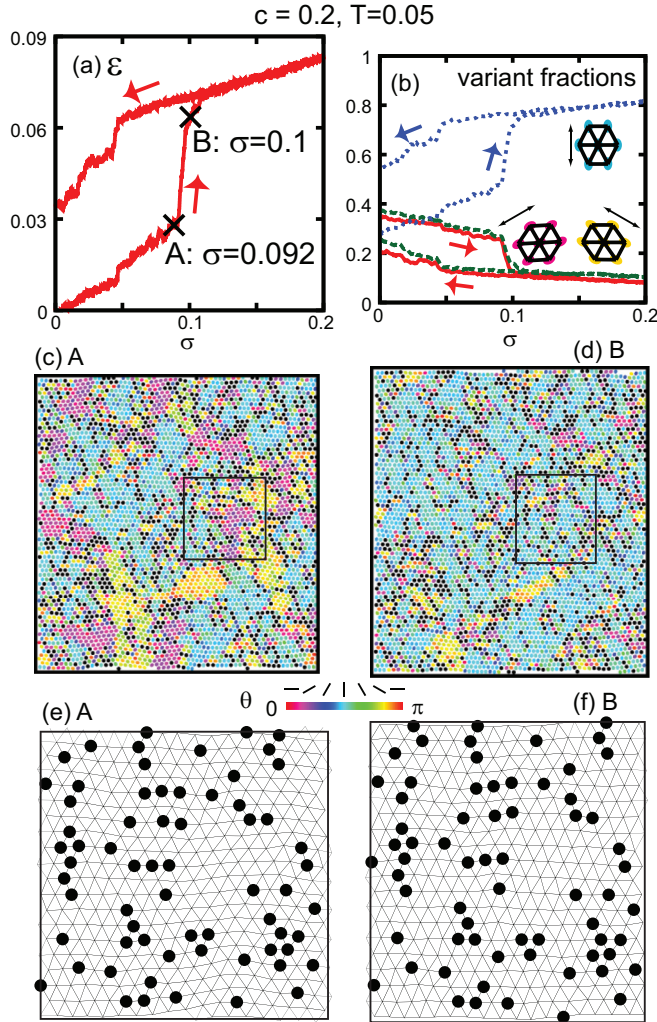 c = 0.2, T=0.05
(a) ε
0.09
0.06
0.03
0
B: σ=0.1
A: σ=0.092
0
0.1
0.2
σ
(b) variant fractions
1
0.8
0.6
0.4
0.2
0
0
0.1
0.2
σ
(c) A
(d) B
θ 0 π
(e) A
(f) B